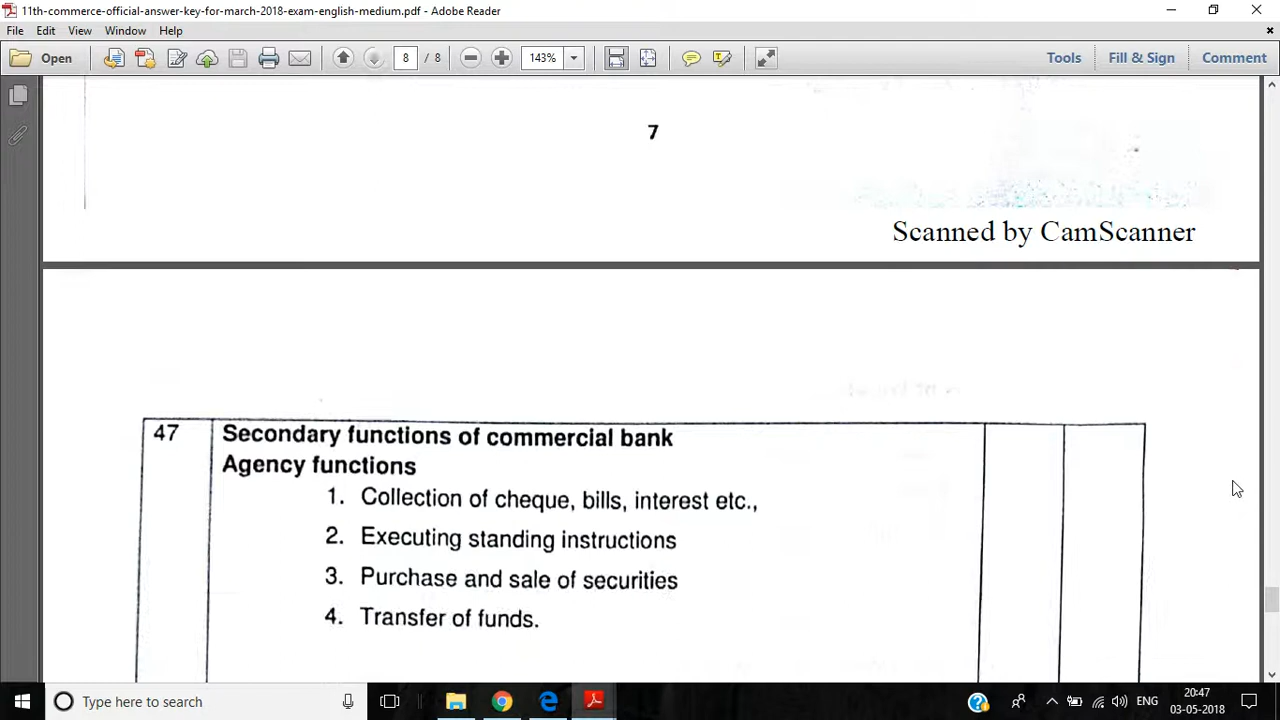 11th-commerce-official-answer-key-for-march-2018-exam-english-medium.pdf - Adobe Reader
File Edit View Window Help
Open 8 / 8 143% Tools Fill & Sign Comment
7
Scanned by CamScanner
47 Secondary functions of commercial bank
Agency functions
1. Collection of cheque, bills, interest etc.,
2. Executing standing instructions
3. Purchase and sale of securities
4. Transfer of funds.
Type here to search
ENG
20:47
03-05-2018